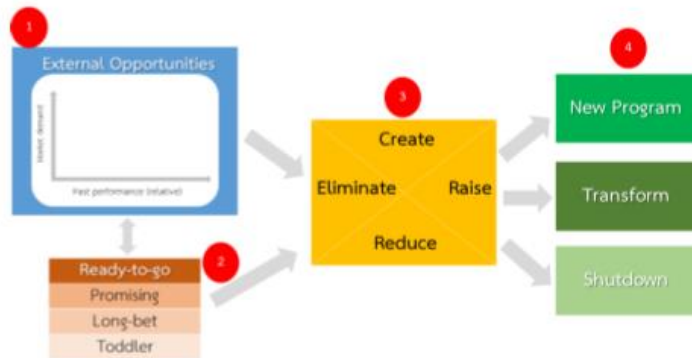 1
External Opportunities
Market demand
Past performance (relative)
2
Ready-to-go
Promising
Long-bet
Toddler
3
Create
Eliminate
Raise
Reduce
4
New Program
Transform
Shutdown